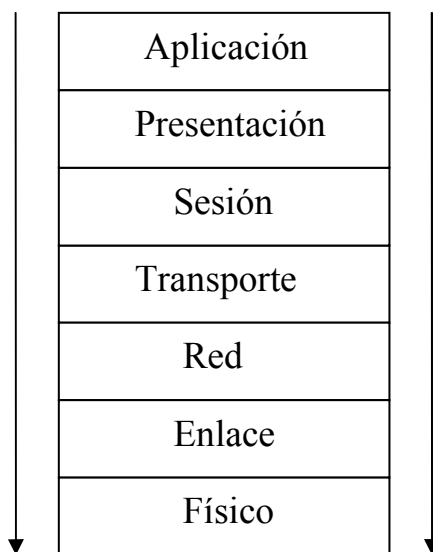 Aplicación
Presentación
Sesión
Transporte
Red
Enlace
Físico